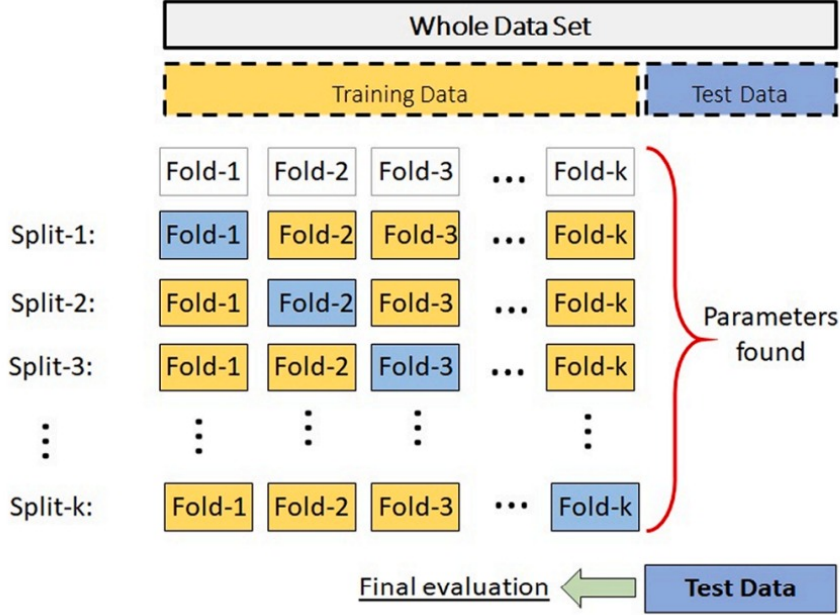 Whole Data Set
Training Data Test Data
Fold-1 Fold-2 Fold-3 ... Fold-k
Split-1: Fold-1 Fold-2 Fold-3 ... Fold-k
Split-2: Fold-1 Fold-2 Fold-3 ... Fold-k
Parameters
found
Split-3: Fold-1 Fold-2 Fold-3 ... Fold-k
Split-k: Fold-1 Fold-2 Fold-3 ... Fold-k
Final evaluation Test Data